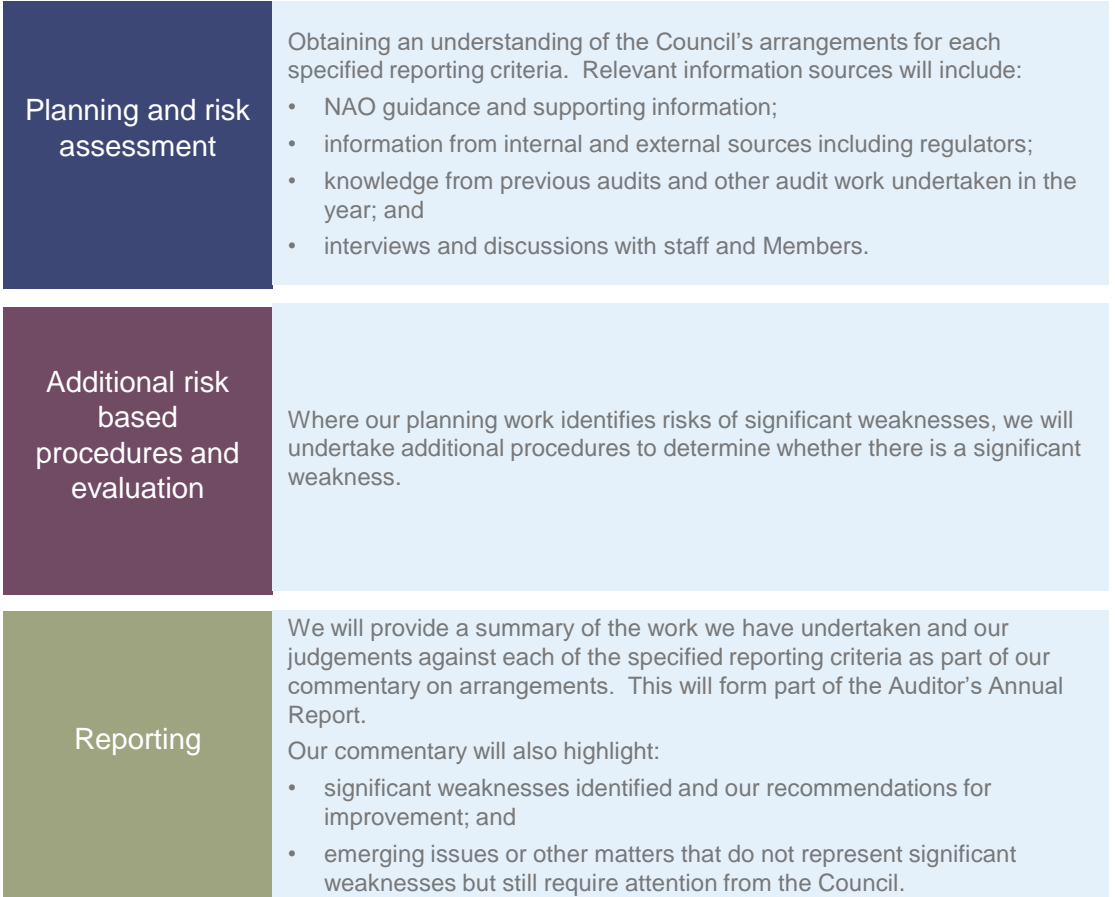 Planning and risk
assessment
Obtaining an understanding of the Council’s arrangements for each
specified reporting criteria.  Relevant information sources will include:
• NAO guidance and supporting information;
• information from internal and external sources including regulators;
• knowledge from previous audits and other audit work undertaken in the
year; and
• interviews and discussions with staff and Members.
Additional risk
based
procedures and
evaluation
Where our planning work identifies risks of significant weaknesses, we will
undertake additional procedures to determine whether there is a significant
weakness.
Reporting
We will provide a summary of the work we have undertaken and our
judgements against each of the specified reporting criteria as part of our
commentary on arrangements.  This will form part of the Auditor’s Annual
Report.
Our commentary will also highlight:
• significant weaknesses identified and our recommendations for
improvement; and
• emerging issues or other matters that do not represent significant
weaknesses but still require attention from the Council.